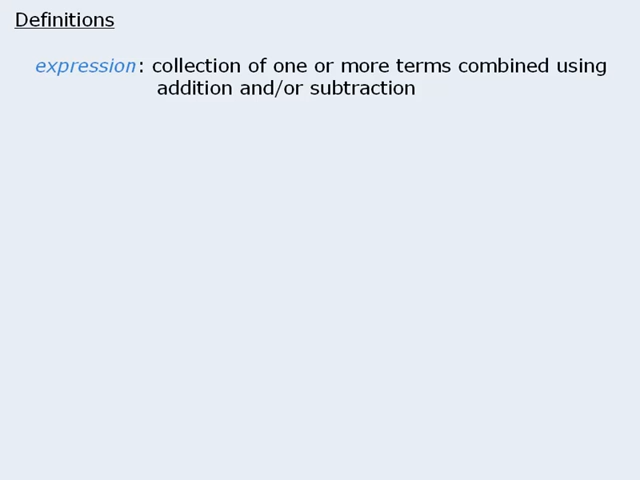 Definitions
expression: collection of one or more terms combined using
addition and/or subtraction